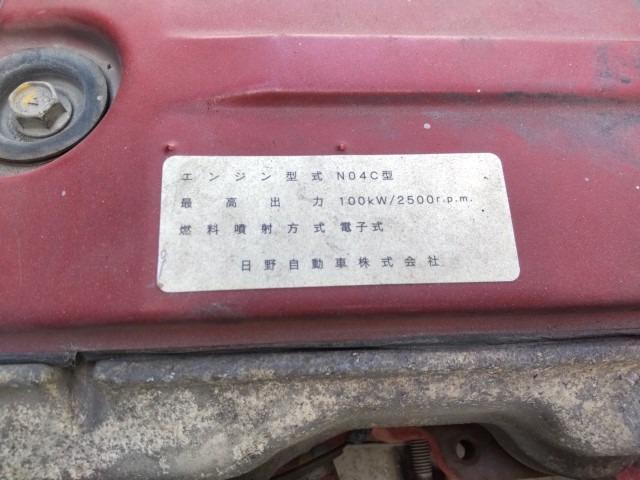 エンジン型式 N04C型
最高出力 100kW/2500r.p.m.
燃料噴射方式 電子式
日野自動車株式会社